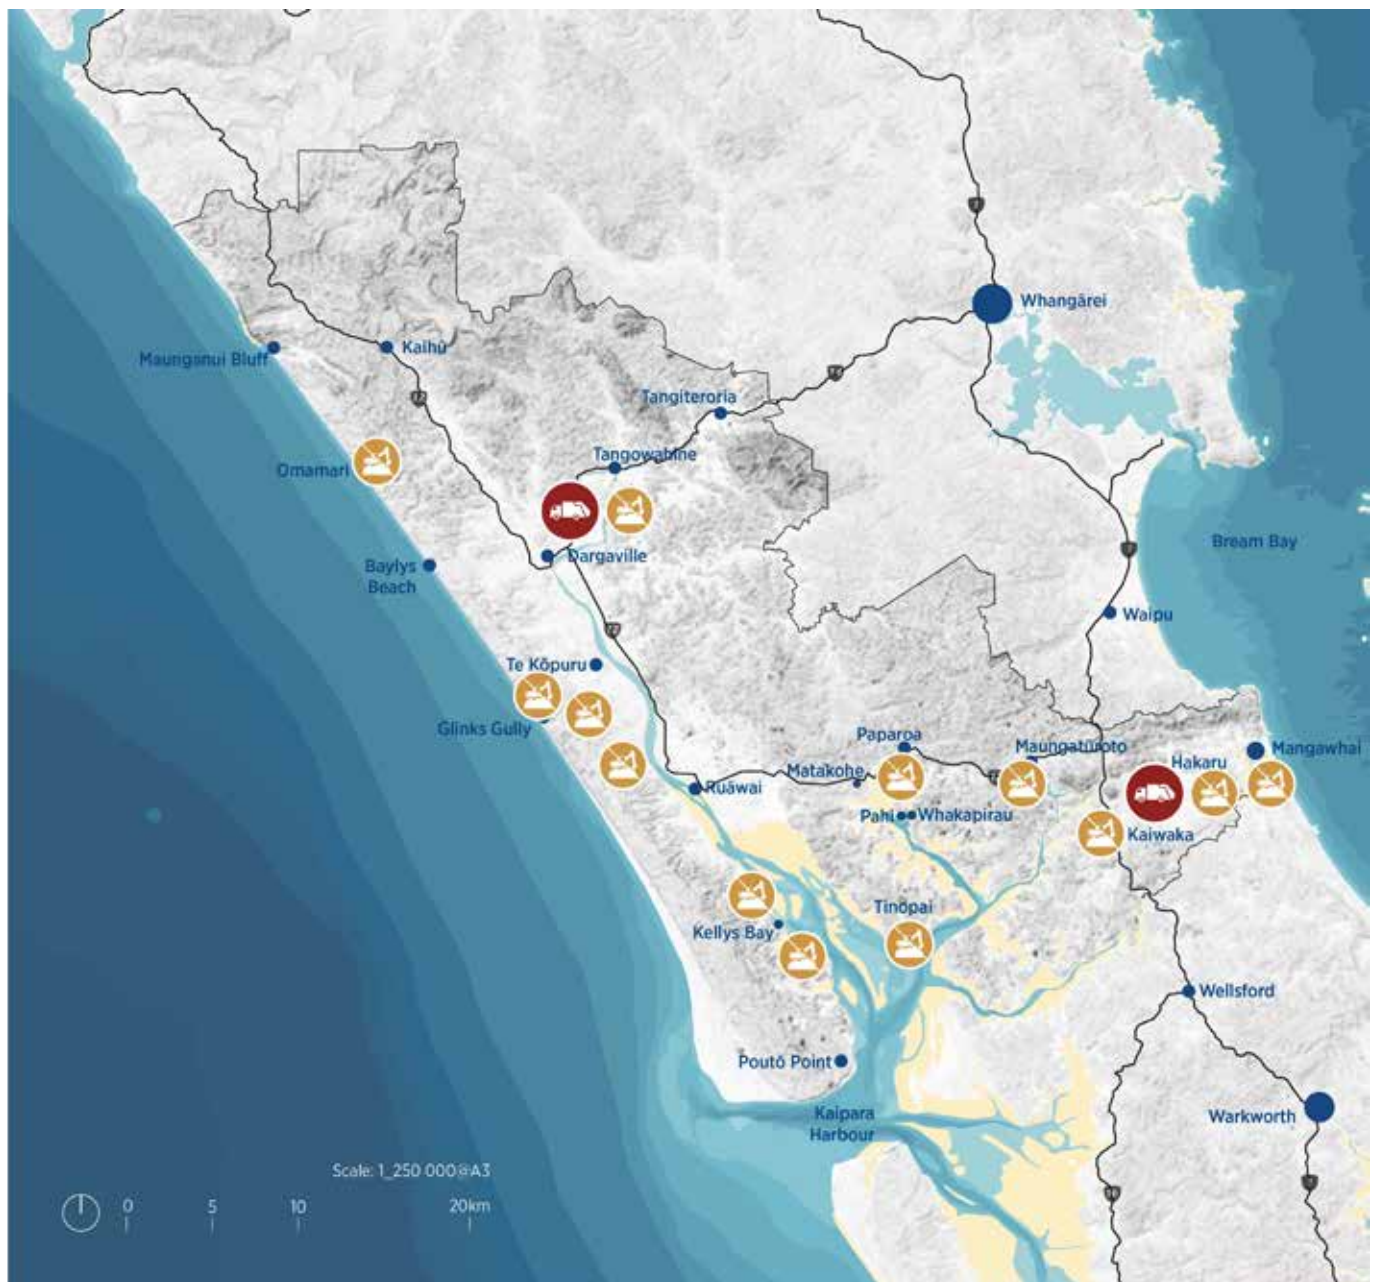 Whangārei
Maunganui Bluff
Kaihū
Tangiteroria
Tangowahine
Omamari
Dargaville
Bream Bay
Baylys
Beach
Waipu
Te Kōpuru
Glinks Gully
Paparoa
Maungatūroto
Mangawhai
Matakohe
Hakaru
Ruāwai
Pahi
Whakapirau
Kaiwaka
Tinopai
Kellys Bay
Wellsford
Poutō Point
Kaipara
Harbour
Warkworth
Scale: 1_250 000@A3
0 5 10 20km